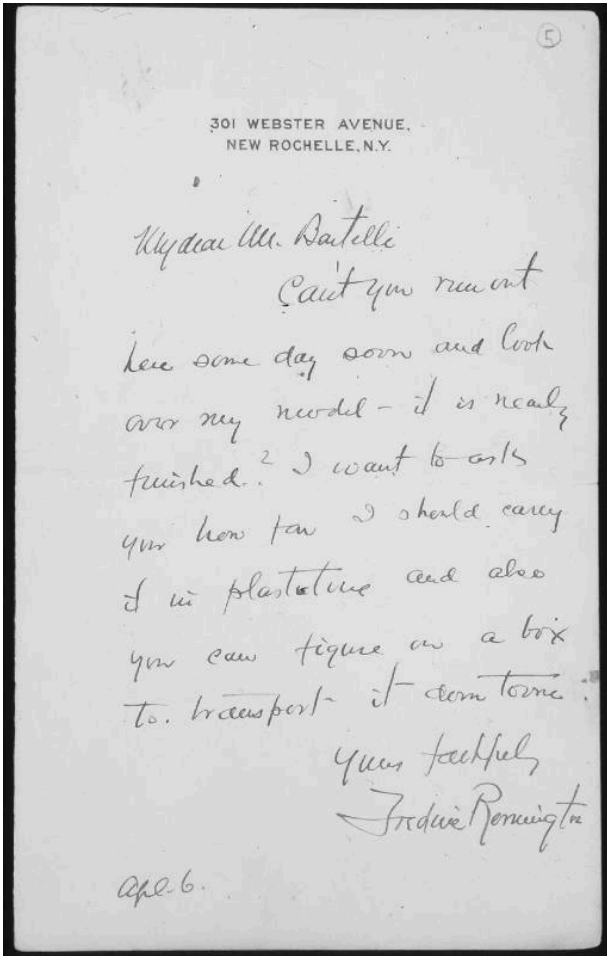 5
301 WEBSTER AVENUE,
NEW ROCHELLE, N.Y.
My dear Mr. Bertelli
Can't you run out
here some day soon and look
over my model - it is nearly
finished? I want to ask
you how far I should carry
it in plastotine and also
you can figure on a box
to. transport it down town.
Yours faithfully
Frederic Remington
Apl. 6.